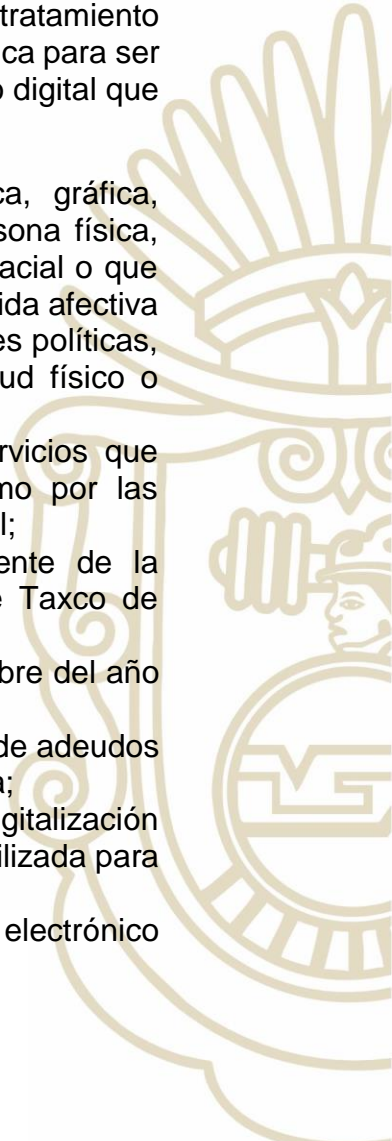 tratamiento
ca para ser
o digital que
ca, gráfica,
sona física,
acial o que
ida afectiva
es políticas,
ud físico o
ervicios que
mo por las
l;
ente de la
e Taxco de
bre del año
de adeudos
a;
gitalización
ilizada para
electrónico